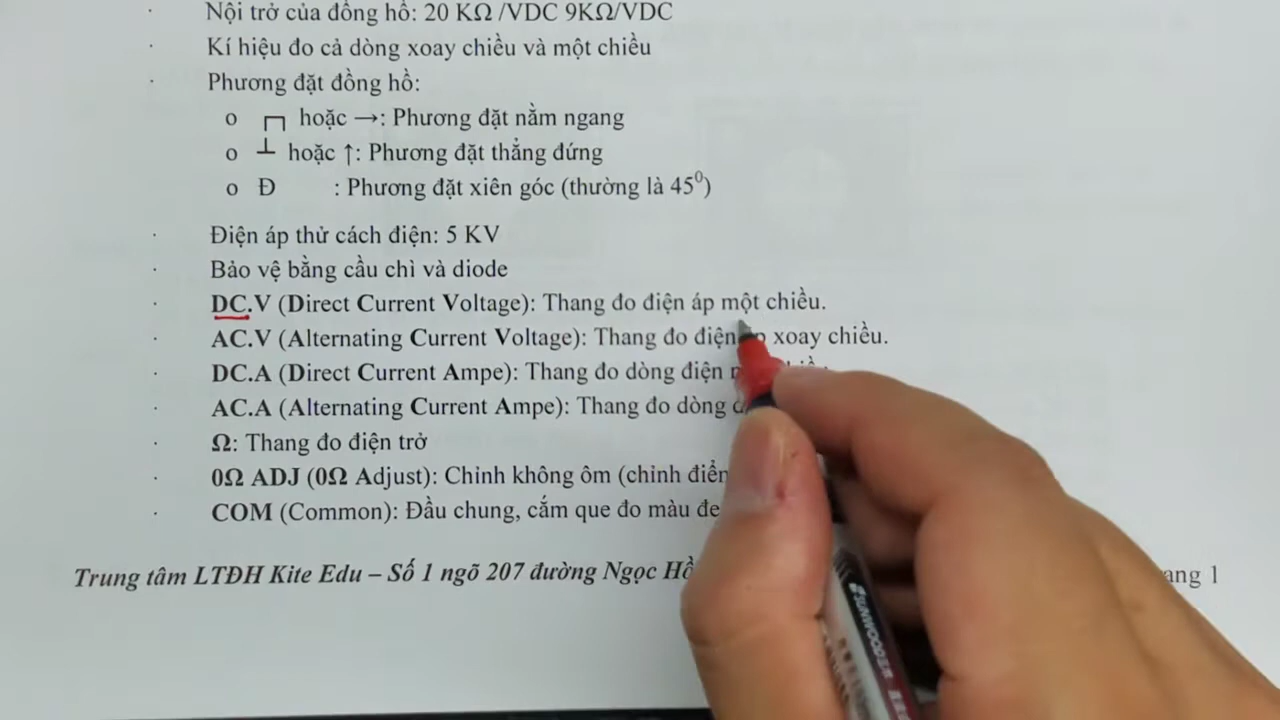 · Nội trở của đồng hồ: 20 KΩ /VDC 9KΩ/VDC
· Kí hiệu đo cả dòng xoay chiều và một chiều
· Phương đặt đồng hồ:
o ┌┐ hoặc →: Phương đặt nằm ngang
o ┴ hoặc ↑: Phương đặt thẳng đứng
o Đ : Phương đặt xiên góc (thường là 45⁰)
· Điện áp thử cách điện: 5 KV
· Bảo vệ bằng cầu chì và diode
· DC.V (Direct Current Voltage): Thang đo điện áp một chiều.
· AC.V (Alternating Current Voltage): Thang đo điện xoay chiều.
· DC.A (Direct Current Ampe): Thang đo dòng điện
· AC.A (Alternating Current Ampe): Thang đo dòng
· Ω: Thang đo điện trở
· 0Ω ADJ (0Ω Adjust): Chỉnh không ôm (chỉnh
· COM (Common): Đầu chung, cắm que đo màu
Trung tâm LTĐH Kite Edu – Số 1 ngõ 207 đường Ngọc 1
SUNWOODER